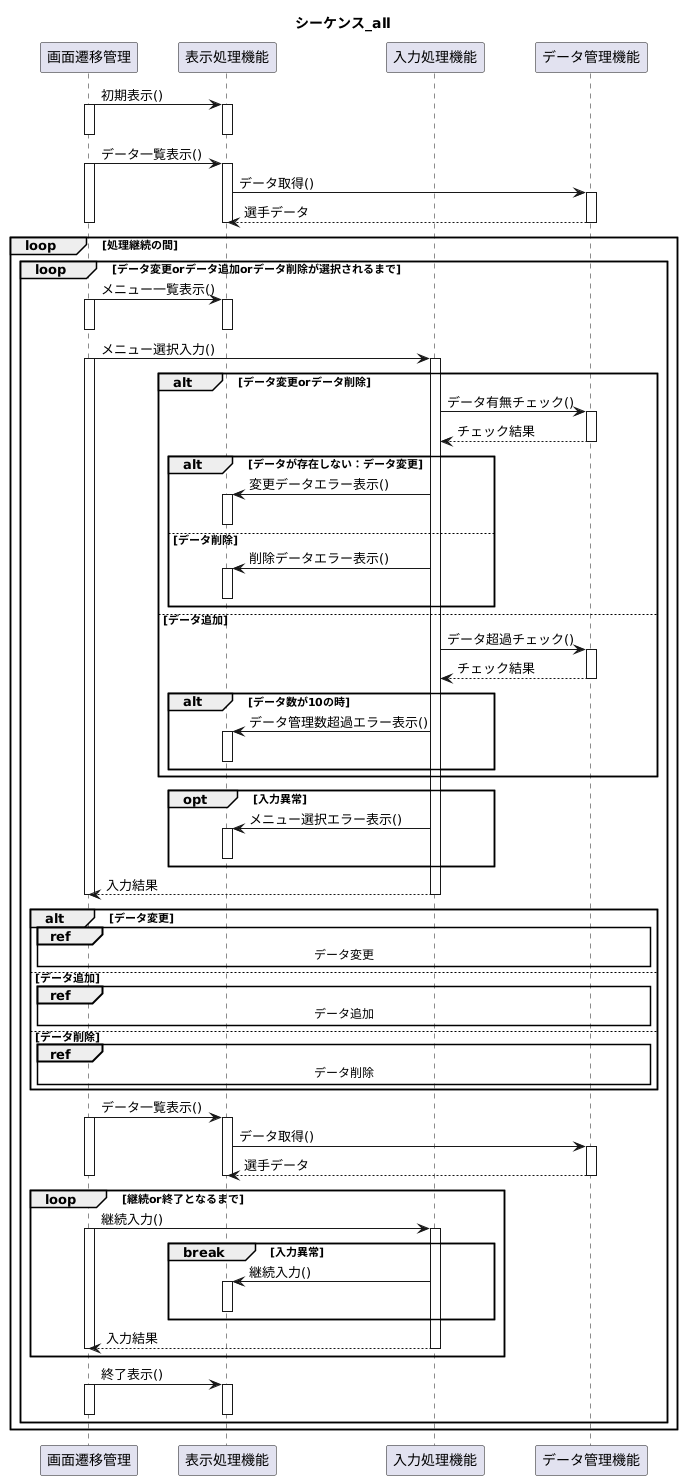 シーケンス_all
画面遷移管理
表示処理機能
入力処理機能
データ管理機能
初期表示()
データ一覧表示()
データ取得()
選手データ
loop [処理継続の間]
loop [データ変更orデータ追加orデータ削除が選択されるまで]
メニュー一覧表示()
メニュー選択入力()
alt [データ変更orデータ削除]
データ有無チェック()
チェック結果
alt [データが存在しない：データ変更]
変更データエラー表示()
[データ削除]
削除データエラー表示()
[データ追加]
データ超過チェック()
チェック結果
alt [データ数が10の時]
データ管理数超過エラー表示()
opt [入力異常]
メニュー選択エラー表示()
入力結果
alt [データ変更]
ref
データ変更
[データ追加]
ref
データ追加
[データ削除]
ref
データ削除
データ一覧表示()
データ取得()
選手データ
loop [継続or終了となるまで]
継続入力()
break [入力異常]
継続入力()
入力結果
終了表示()
画面遷移管理
表示処理機能
入力処理機能
データ管理機能